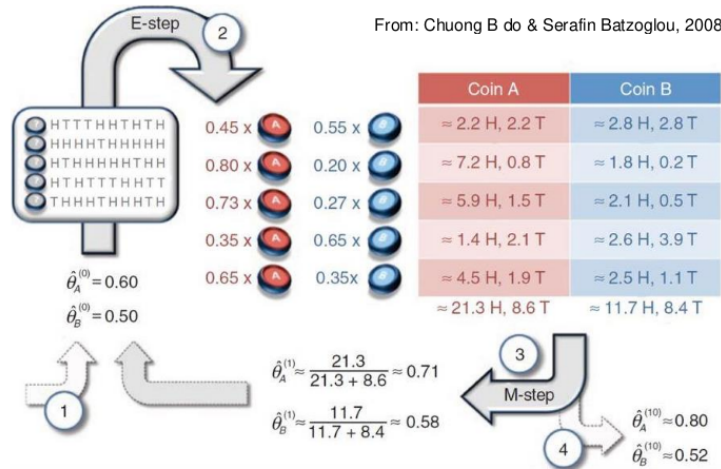 From: Chuong B do & Serafin Batzoglou, 2008
E-step
2
HTTTHHTHTH
HHHHTHHHHH
HTHHHHHTHH
HTHTTTHHTT
THHHTHHHTH
0.45 x A 0.55 x B
0.80 x A 0.20 x B
0.73 x A 0.27 x B
0.35 x A 0.65 x B
0.65 x A 0.35x B
Coin A Coin B
≈ 2.2 H, 2.2 T ≈ 2.8 H, 2.8 T
≈ 7.2 H, 0.8 T ≈ 1.8 H, 0.2 T
≈ 5.9 H, 1.5 T ≈ 2.1 H, 0.5 T
≈ 1.4 H, 2.1 T ≈ 2.6 H, 3.9 T
≈ 4.5 H, 1.9 T ≈ 2.5 H, 1.1 T
≈ 21.3 H, 8.6 T ≈ 11.7 H, 8.4 T
θ̂_A^(0) = 0.60
θ̂_B^(0) = 0.50
1
θ̂_A^(1) ≈ 21.3 / 21.3 + 8.6 ≈ 0.71
θ̂_B^(1) ≈ 11.7 / 11.7 + 8.4 ≈ 0.58
3
M-step
4
θ̂_A^(10) ≈ 0.80
θ̂_B^(10) ≈ 0.52